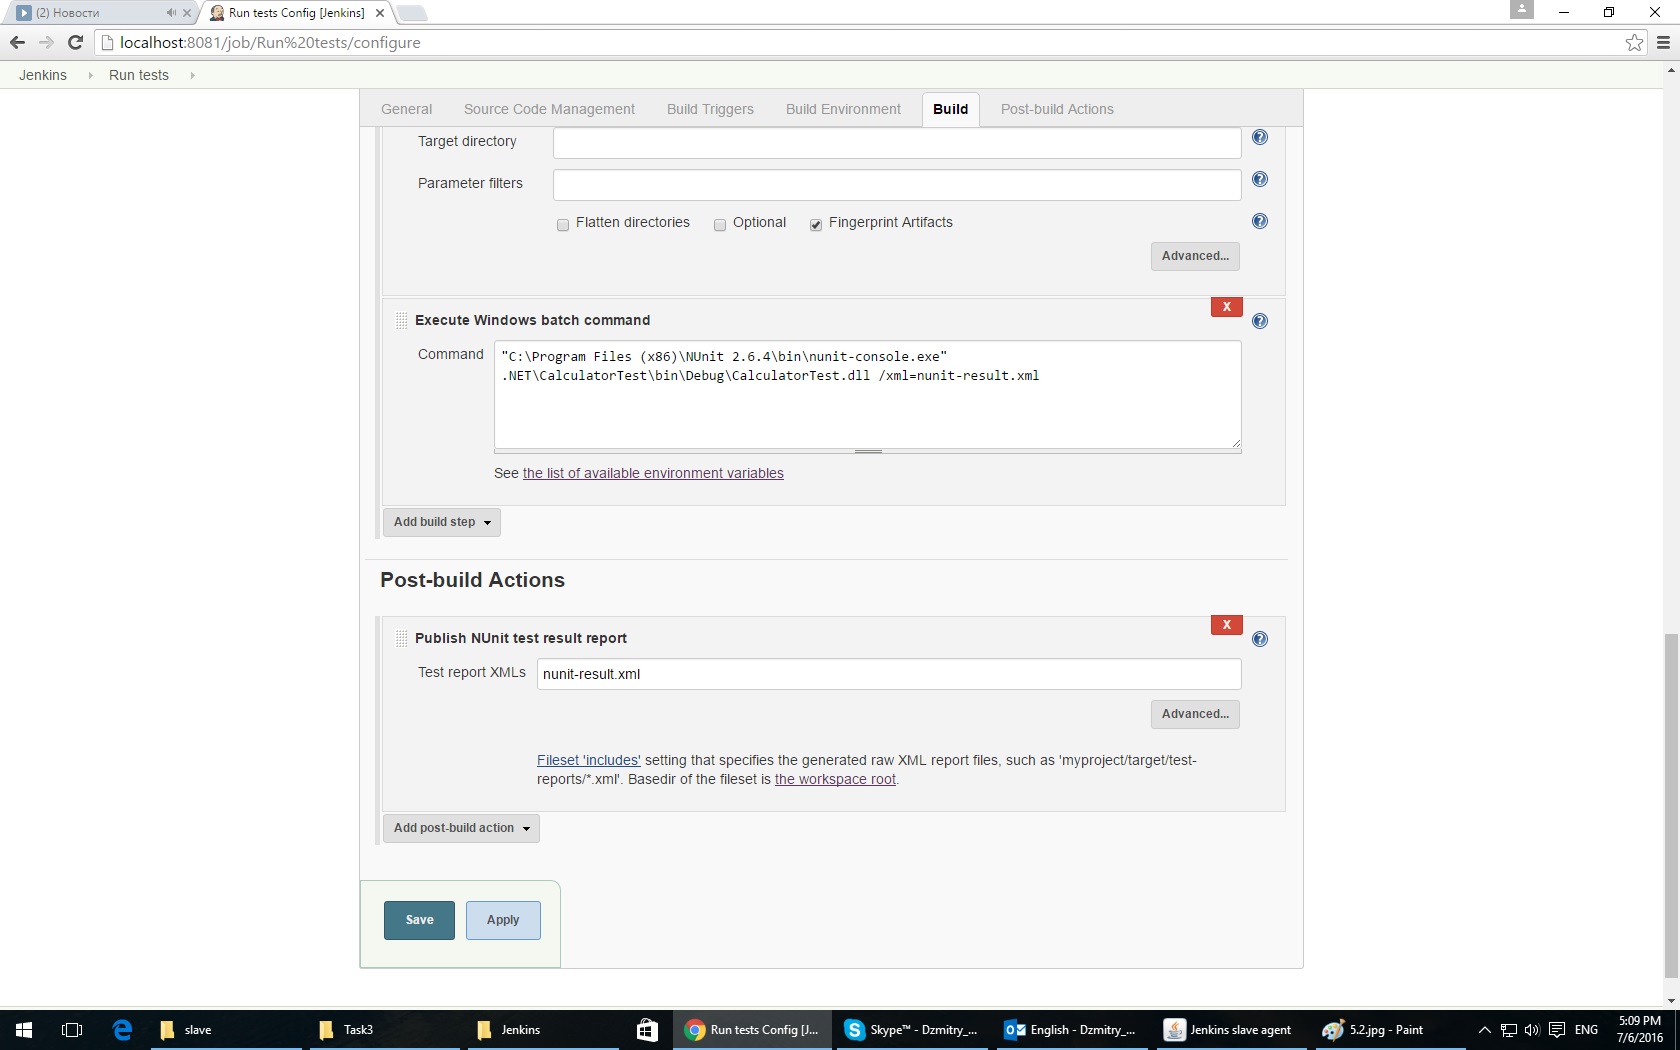 (2) Новости
Run tests Config [Jenkins]
localhost:8081/job/Run%20tests/configure
Jenkins
Run tests
General
Source Code Management
Build Triggers
Build Environment
Build
Post-build Actions
Target directory
Parameter filters
Flatten directories
Optional
Fingerprint Artifacts
Advanced...
X
Execute Windows batch command
Command
"C:\Program Files (x86)\NUnit 2.6.4\bin\nunit-console.exe"
.NET\CalculatorTest\bin\Debug\CalculatorTest.dll /xml=nunit-result.xml
See the list of available environment variables
Add build step
Post-build Actions
X
Publish NUnit test result report
Test report XMLs
nunit-result.xml
Advanced...
Fileset 'includes' setting that specifies the generated raw XML report files, such as 'myproject/target/test-
reports/*.xml'. Basedir of the fileset is the workspace root.
Add post-build action
Save
Apply
slave
Task3
Jenkins
Run tests Config [J...
Skype™ - Dzmitry_...
English - Dzmitry_...
Jenkins slave agent
5.2.jpg - Paint
ENG
5:09 PM
7/6/2016